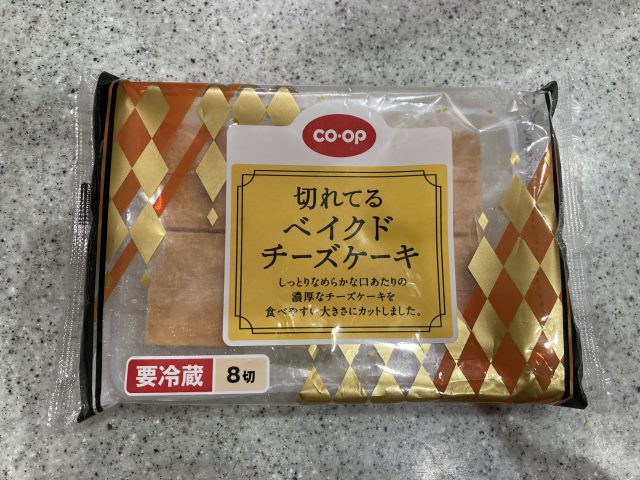 CO・OP
切れてる
ベイクド
チーズケーキ
しっとりなめらかな口あたりの
濃厚なチーズケーキを
食べやすい大きさにカットしました。
要冷蔵 8切